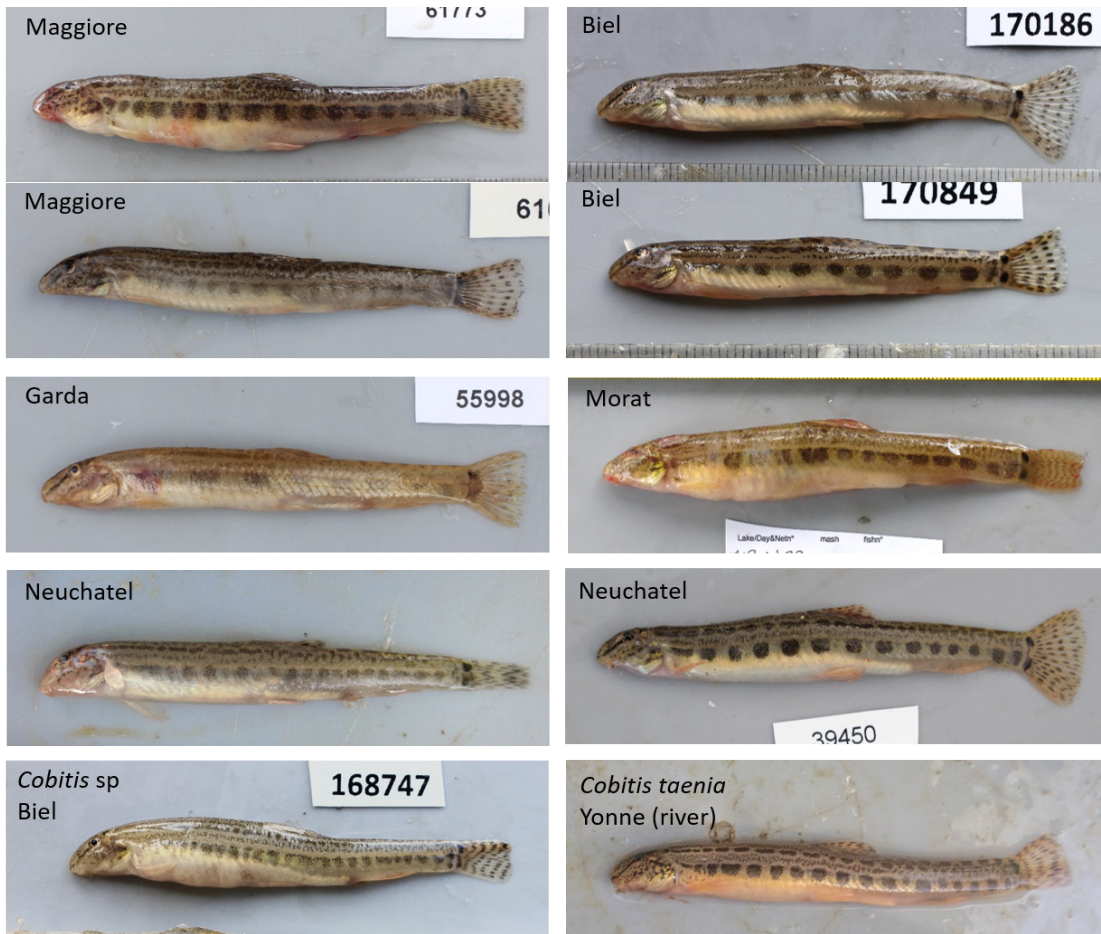 Maggiore
61773
Biel
170186
Maggiore
Biel
170849
Garda
55998
Morat
Lake/Day&Netn° mash fishn°
Neuchatel
Neuchatel
39450
Cobitis sp
Biel
168747
Cobitis taenia
Yonne (river)